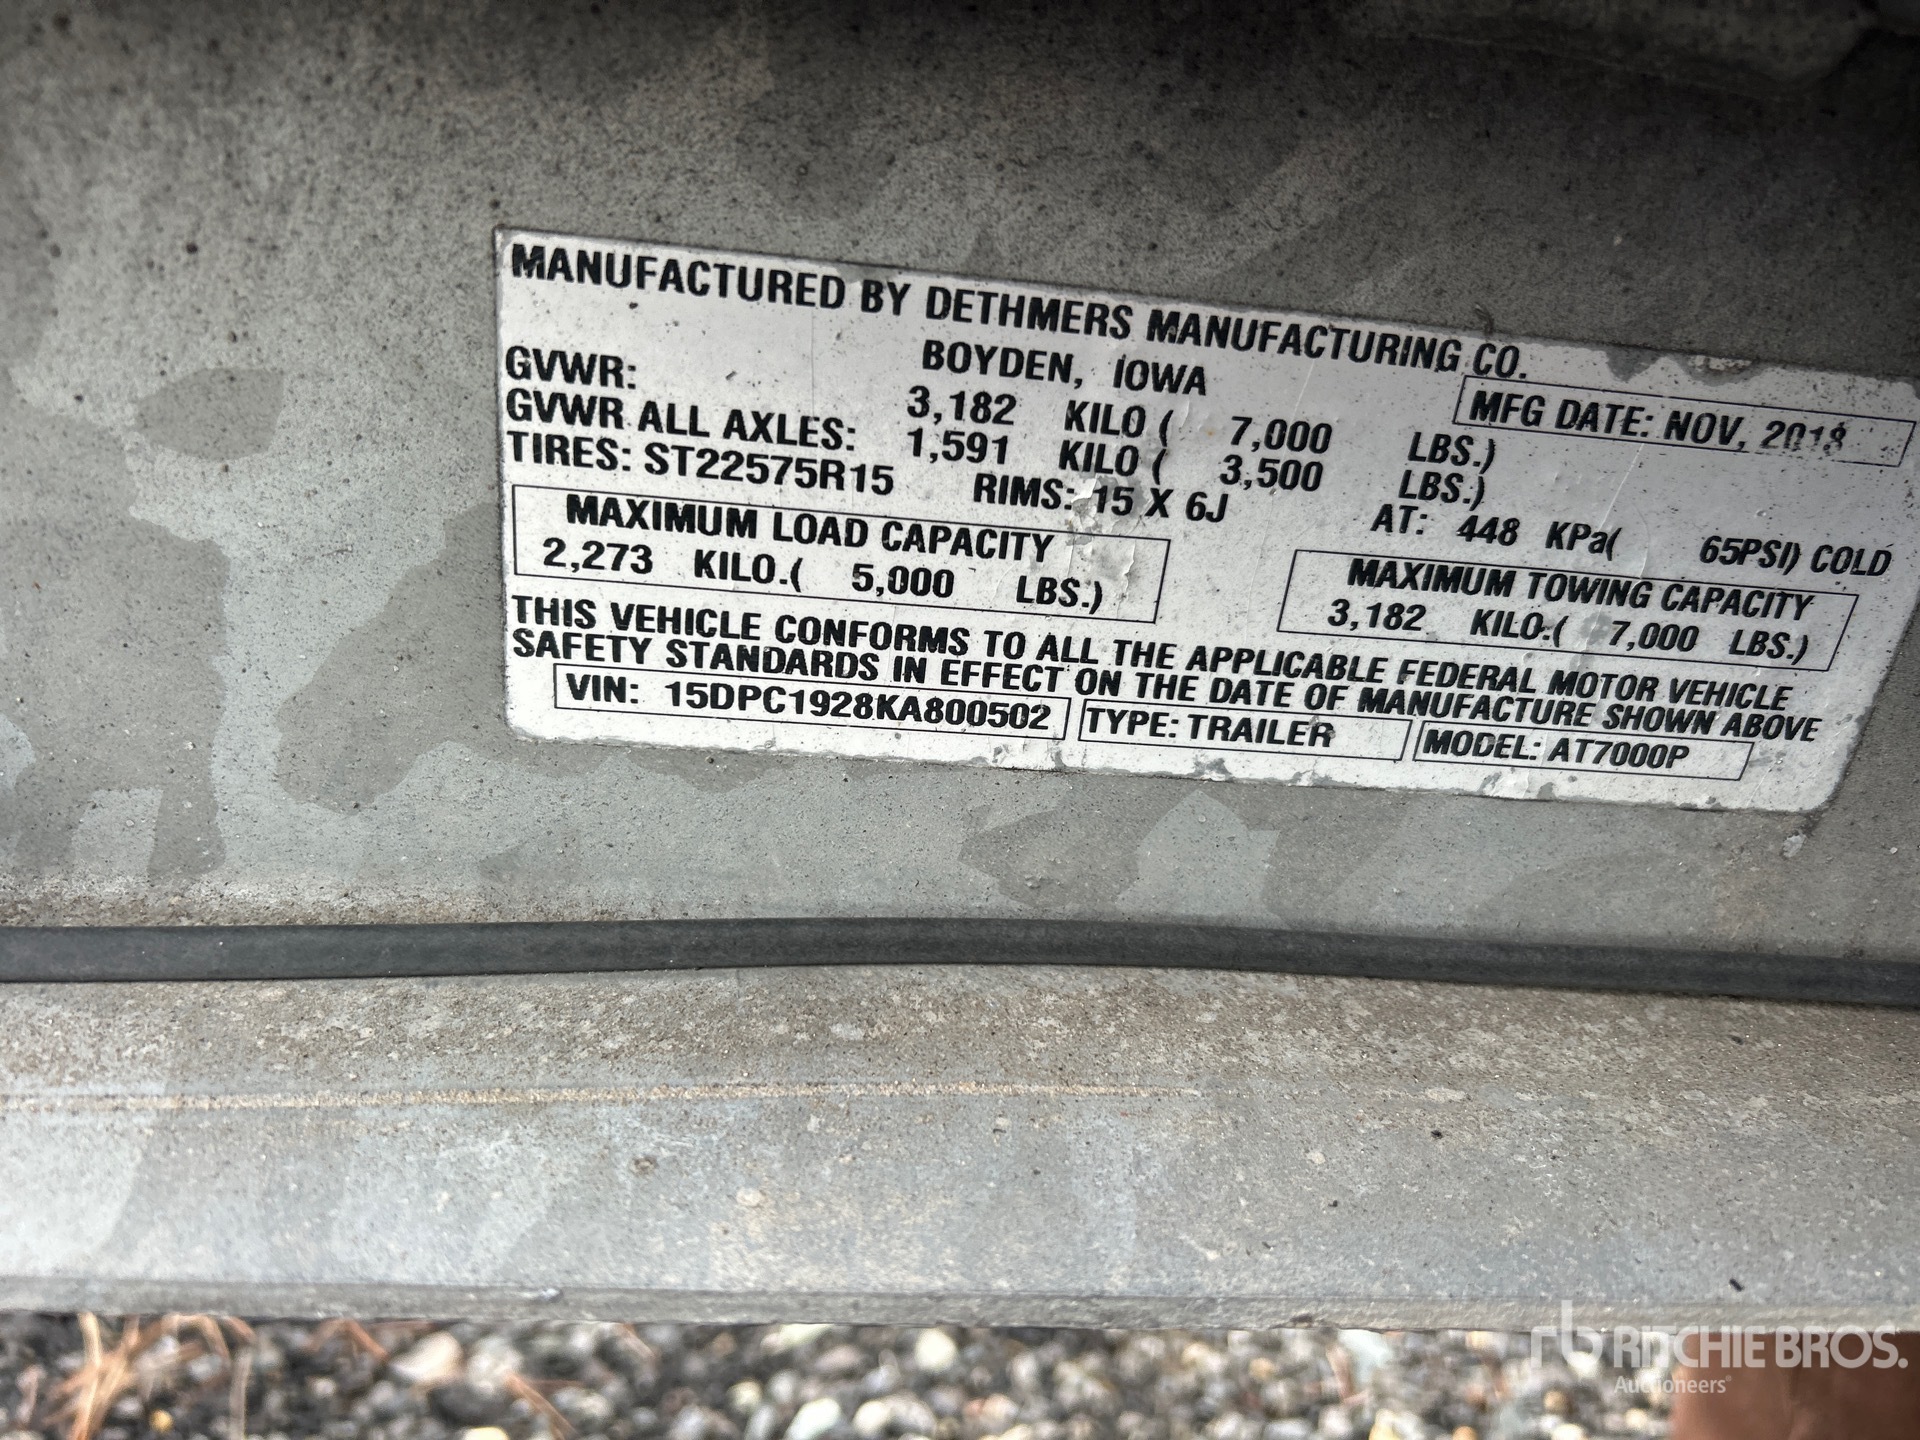 MANUFACTURED BY DETHMERS MANUFACTURING CO.
BOYDEN, IOWA
MFG DATE: NOV, 2018
GVWR: 3,182 KILO ( 7,000 LBS.)
GVWR ALL AXLES: 1,591 KILO ( 3,500 LBS.)
TIRES: ST22575R15 RIMS: 15 X 6J AT: 448 KPa( 65PSI) COLD
MAXIMUM LOAD CAPACITY
2,273 KILO.( 5,000 LBS.)
MAXIMUM TOWING CAPACITY
3,182 KILO.( 7,000 LBS.)
THIS VEHICLE CONFORMS TO ALL THE APPLICABLE FEDERAL MOTOR VEHICLE
SAFETY STANDARDS IN EFFECT ON THE DATE OF MANUFACTURE SHOWN ABOVE
VIN: 15DPC1928KA800502 TYPE: TRAILER MODEL: AT7000P
rb RITCHIE BROS.
Auctioneers